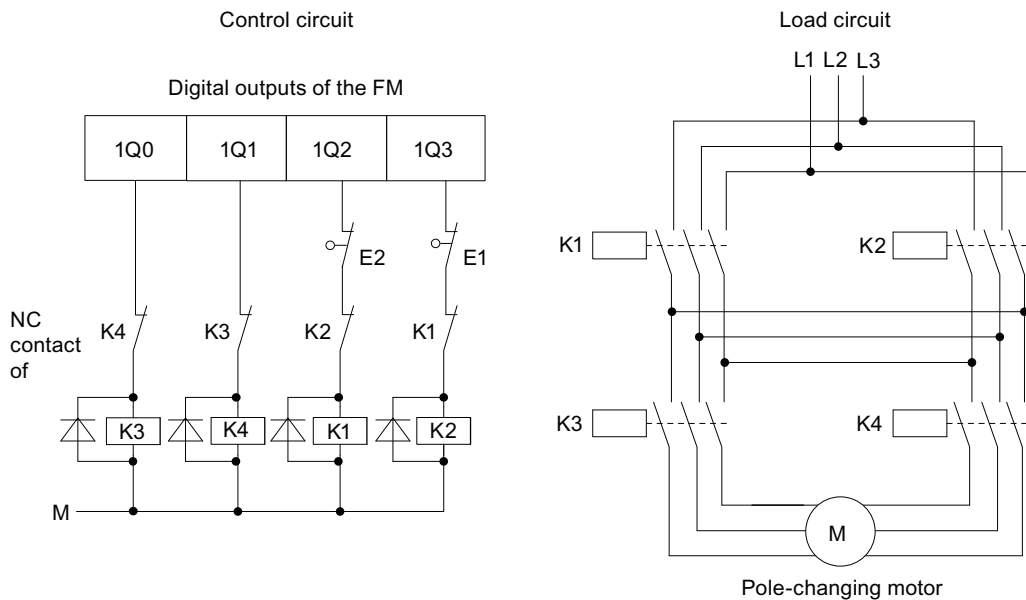 Control circuit
Digital outputs of the FM
1Q0 1Q1 1Q2 1Q3
E2 E1
NC
contact
of
K4 K3 K2 K1
K3 K4 K1 K2
M
Load circuit
L1 L2 L3
K1 K2
K3 K4
M
Pole-changing motor